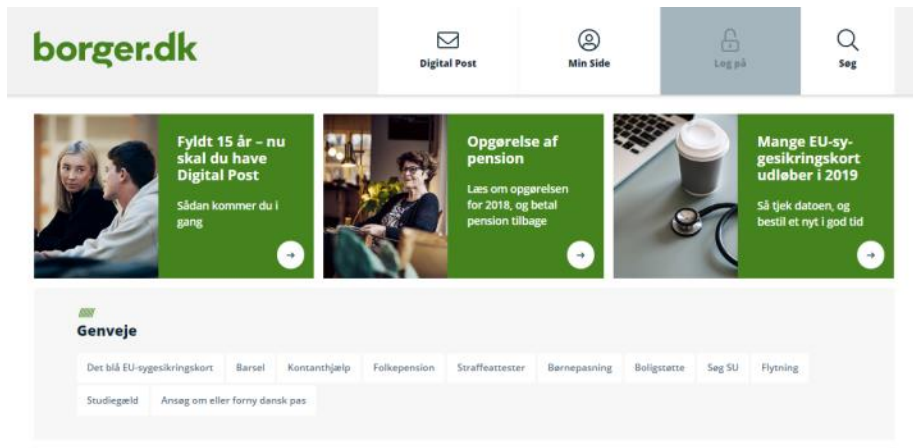 borger.dk
Digital Post
Min Side
Log på
Søg
Fyldt 15 år – nu
skal du have
Digital Post
Sådan kommer du i
gang
Opgørelse af
pension
Læs om opgørelsen
for 2018, og betal
pension tilbage
Mange EU-sy-
gesikringskort
udløber i 2019
Så tjek datoen, og
bestil et nyt i god tid
Genveje
Det blå EU-sygesikringskort Barsel Kontanthjælp Folkepension Straffeattester Børnepasning Boligstøtte Søg SU Flytning
Studiegæld Ansøg om eller forny dansk pas